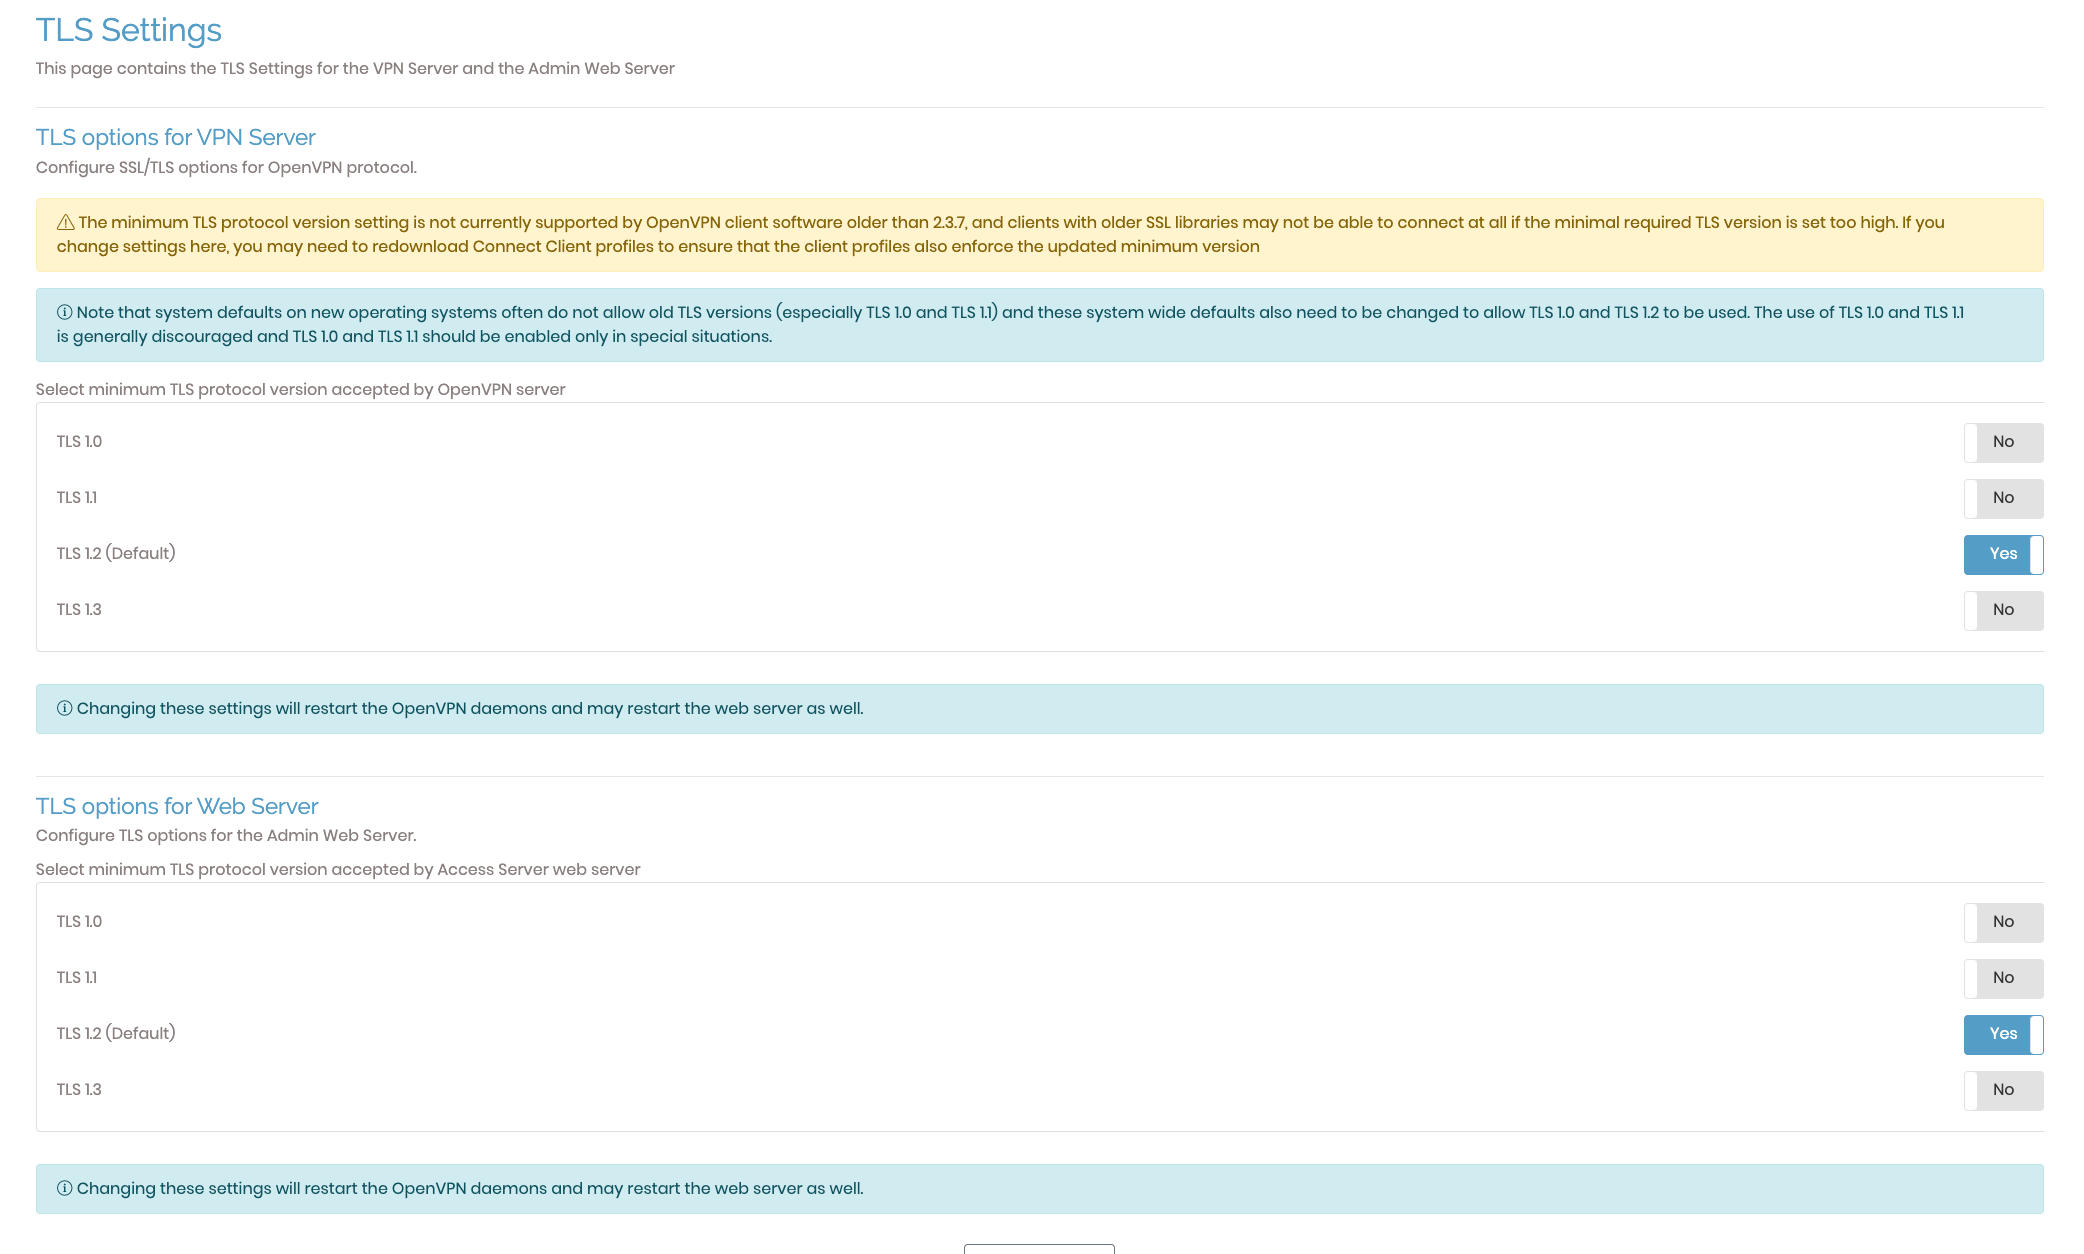 TLS Settings
This page contains the TLS Settings for the VPN Server and the Admin Web Server
TLS options for VPN Server
Configure SSL/TLS options for OpenVPN protocol.
The minimum TLS protocol version setting is not currently supported by OpenVPN client software older than 2.3.7, and clients with older SSL libraries may not be able to connect at all if the minimal required TLS version is set too high. If you
change settings here, you may need to redownload Connect Client profiles to ensure that the client profiles also enforce the updated minimum version
Note that system defaults on new operating systems often do not allow old TLS versions (especially TLS 1.0 and TLS 1.1) and these system wide defaults also need to be changed to allow TLS 1.0 and TLS 1.2 to be used. The use of TLS 1.0 and TLS 1.1
is generally discouraged and TLS 1.0 and TLS 1.1 should be enabled only in special situations.
Select minimum TLS protocol version accepted by OpenVPN server
TLS 1.0 No
TLS 1.1 No
TLS 1.2 (Default) Yes
TLS 1.3 No
Changing these settings will restart the OpenVPN daemons and may restart the web server as well.
TLS options for Web Server
Configure TLS options for the Admin Web Server.
Select minimum TLS protocol version accepted by Access Server web server
TLS 1.0 No
TLS 1.1 No
TLS 1.2 (Default) Yes
TLS 1.3 No
Changing these settings will restart the OpenVPN daemons and may restart the web server as well.